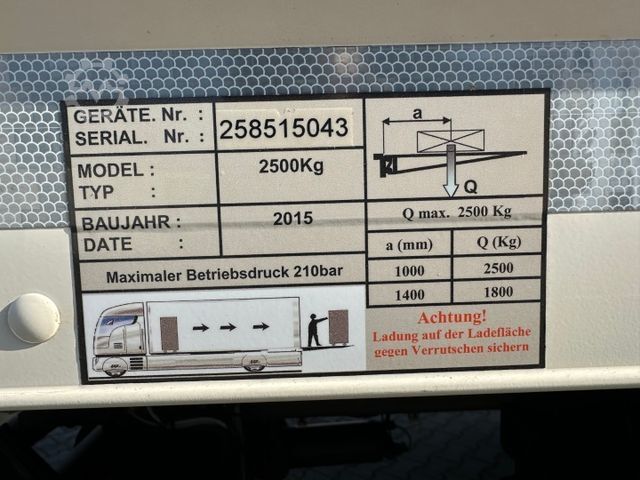 GERÄTE. Nr. :
SERIAL. Nr. :
258515043
MODEL :
TYP :
2500Kg
BAUJAHR :
DATE :
2015
Maximaler Betriebsdruck 210bar
a
Q
Q max. 2500 Kg
a (mm) Q (Kg)
1000 2500
1400 1800
Achtung!
Ladung auf der Ladefläche
gegen Verrutschen sichern